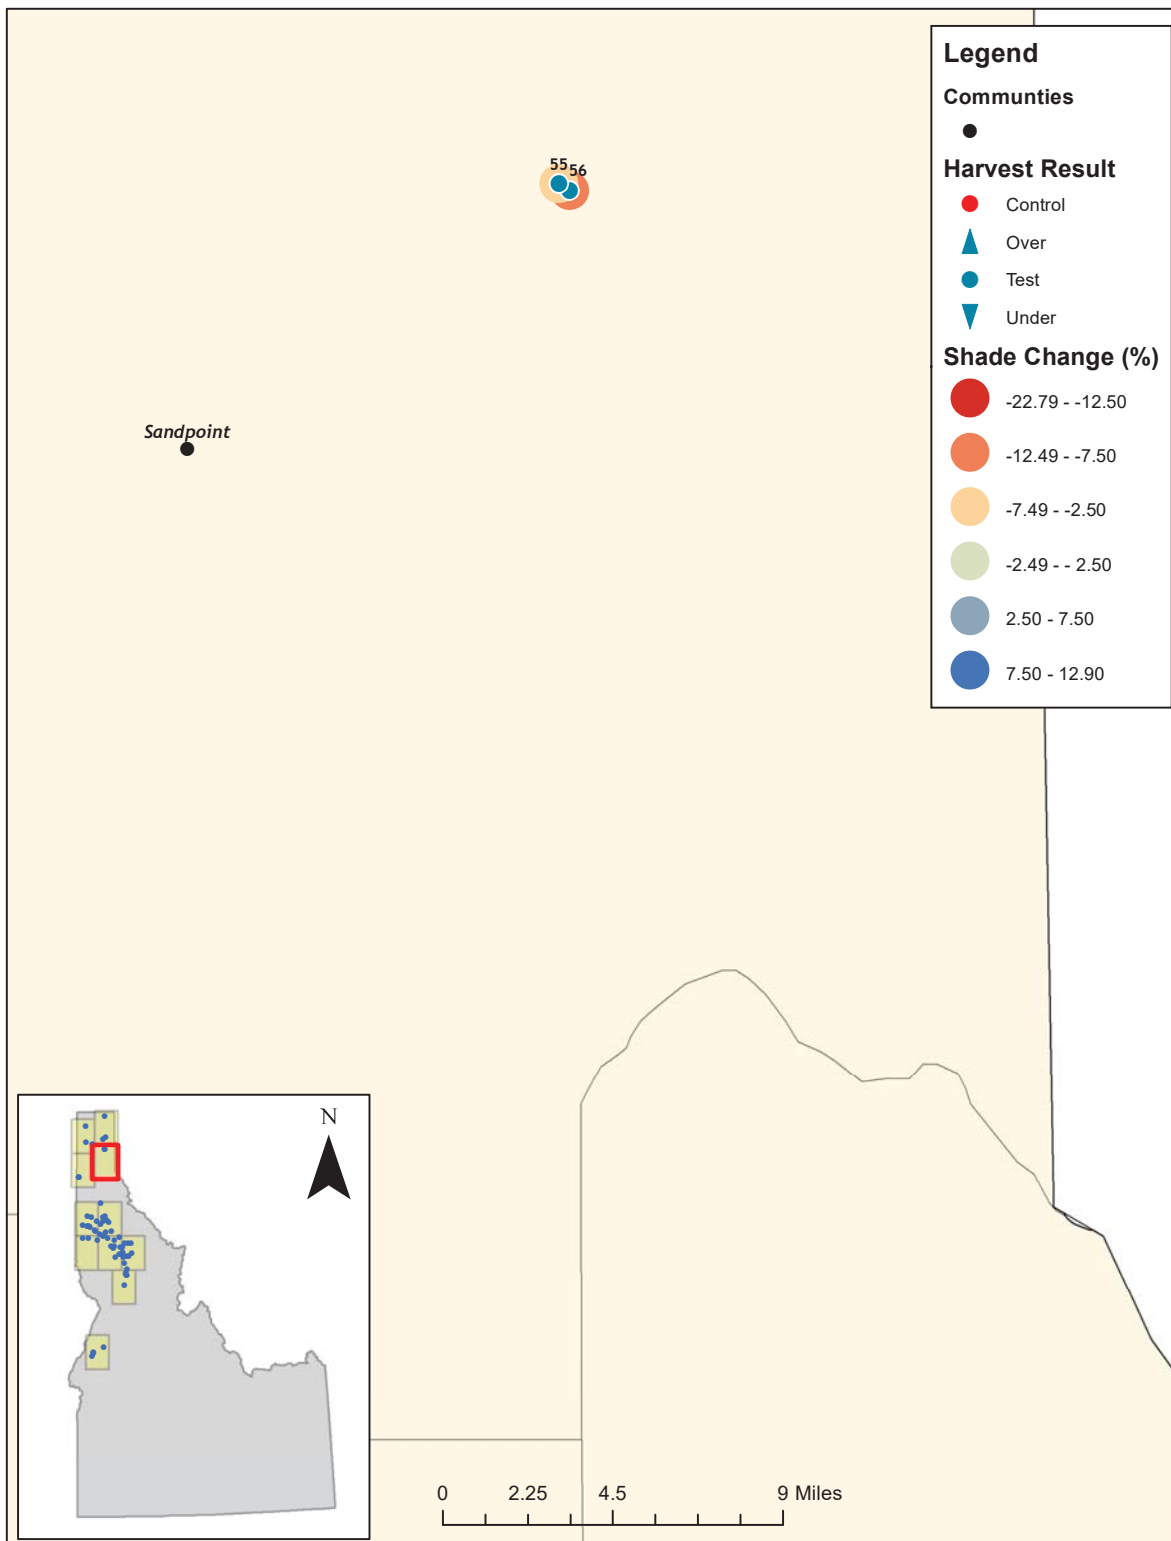 Legend
Communties
Harvest Result
Control
Over
Test
Under
Shade Change (%)
-22.79 - -12.50
-12.49 - -7.50
-7.49 - -2.50
-2.49 - - 2.50
2.50 - 7.50
7.50 - 12.90
55
56
Sandpoint
N
0 2.25 4.5 9 Miles